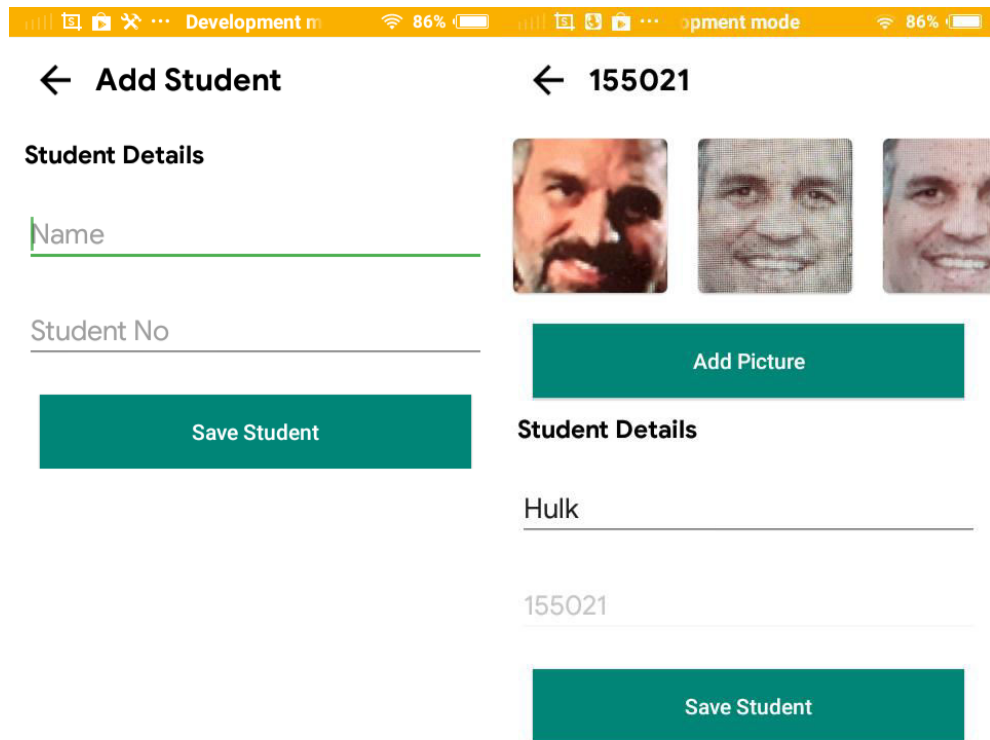 Development m
86%
Add Student
Student Details
Name
Student No
Save Student
opment mode
86%
155021
Add Picture
Student Details
Hulk
155021
Save Student